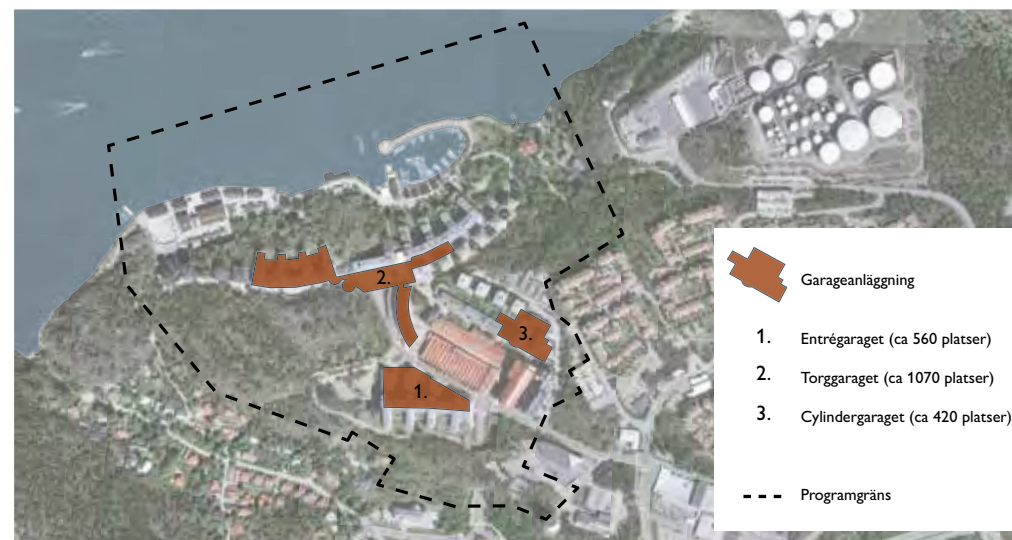 2.
3.
1.
Garageanläggning
1. Entrégaraget (ca 560 platser)
2. Torggaraget (ca 1070 platser)
3. Cylindergaraget (ca 420 platser)
Programgräns